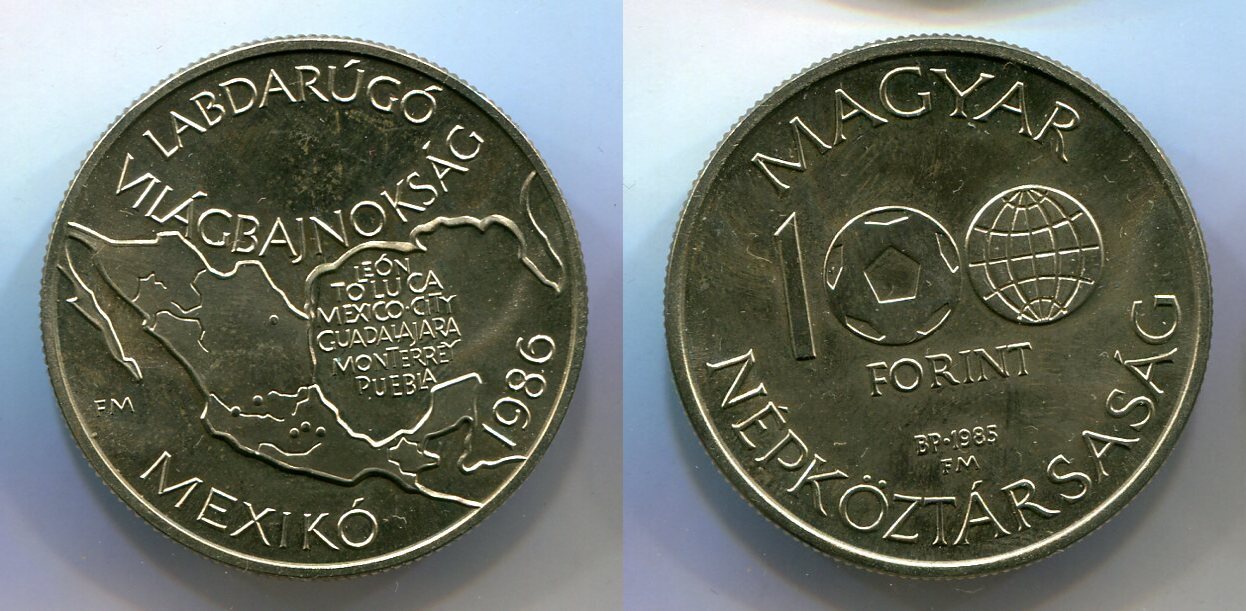 LABDARÚGÓ
VILÁGBAJNOKSÁG
LEÓN
TOLUCA
MEXICO·CITY
GUADALAJARA
MONTERREY
PUEBLA
1986
FM
MEXIKÓ
MAGYAR
100
FORINT
BP·1985
FM
NÉPKÖZTÁRSASÁG